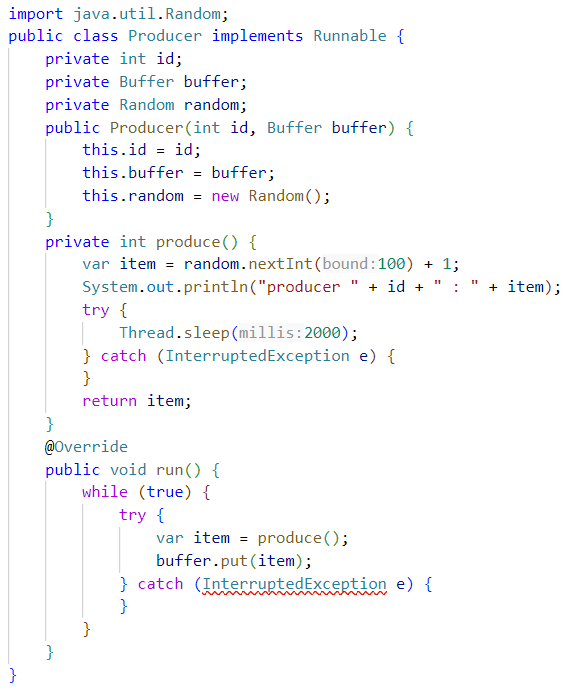 import java.util.Random;
public class Producer implements Runnable {
    private int id;
    private Buffer buffer;
    private Random random;
    public Producer(int id, Buffer buffer) {
        this.id = id;
        this.buffer = buffer;
        this.random = new Random();
    }
    private int produce() {
        var item = random.nextInt(bound:100) + 1;
        System.out.println("producer " + id + " : " + item);
        try {
            Thread.sleep(millis:2000);
        } catch (InterruptedException e) {
        }
        return item;
    }
    @Override
    public void run() {
        while (true) {
            try {
                var item = produce();
                buffer.put(item);
            } catch (InterruptedException e) {
            }
        }
    }
}